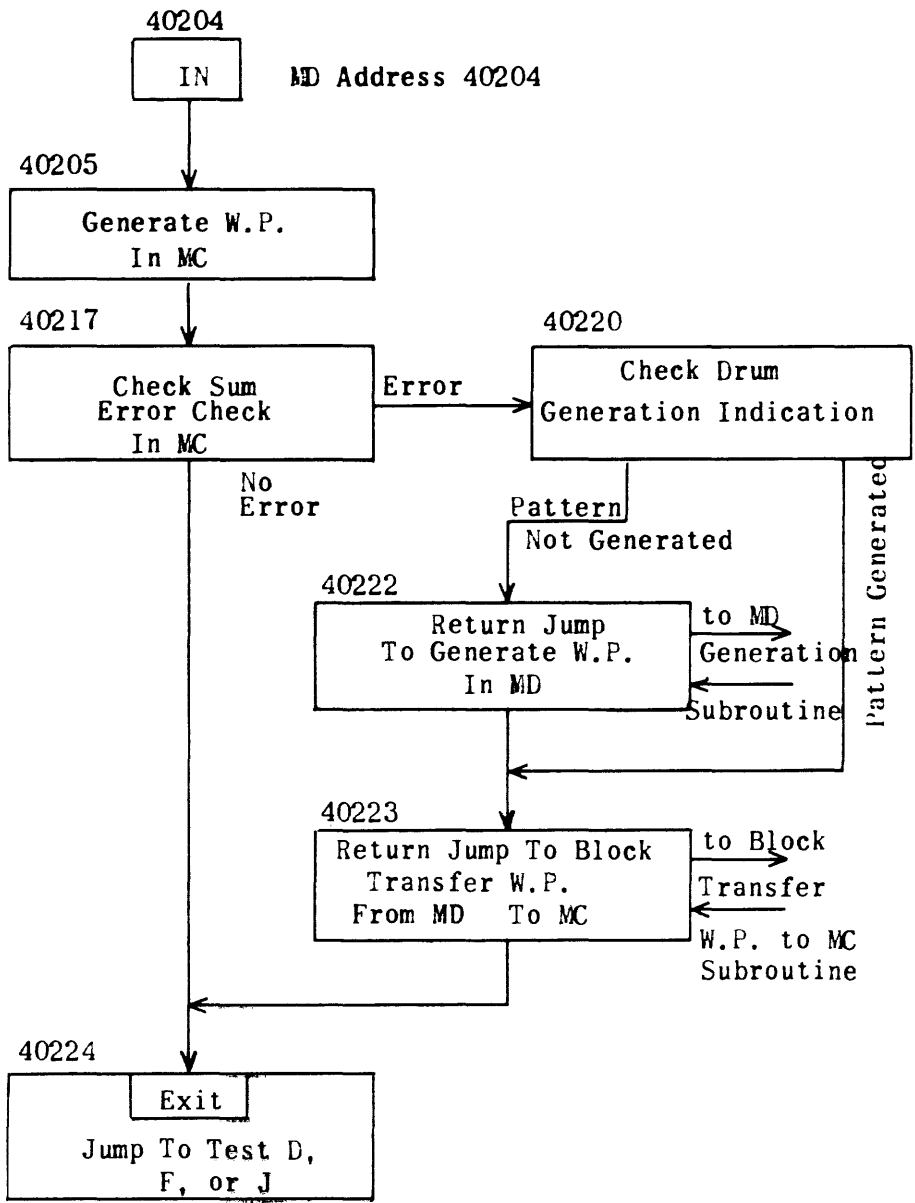 40204
IN
MD Address 40204
40205
Generate W.P.
In MC
40217
Check Sum
Error Check
In MC
Error
No
Error
40220
Check Drum
Generation Indication
Pattern
Not Generated
Pattern Generated
40222
Return Jump
To Generate W.P.
In MD
to MD
Generation
Subroutine
40223
Return Jump To Block
Transfer W.P.
From MD To MC
to Block
Transfer
W.P. to MC
Subroutine
40224
Exit
Jump To Test D,
F, or J